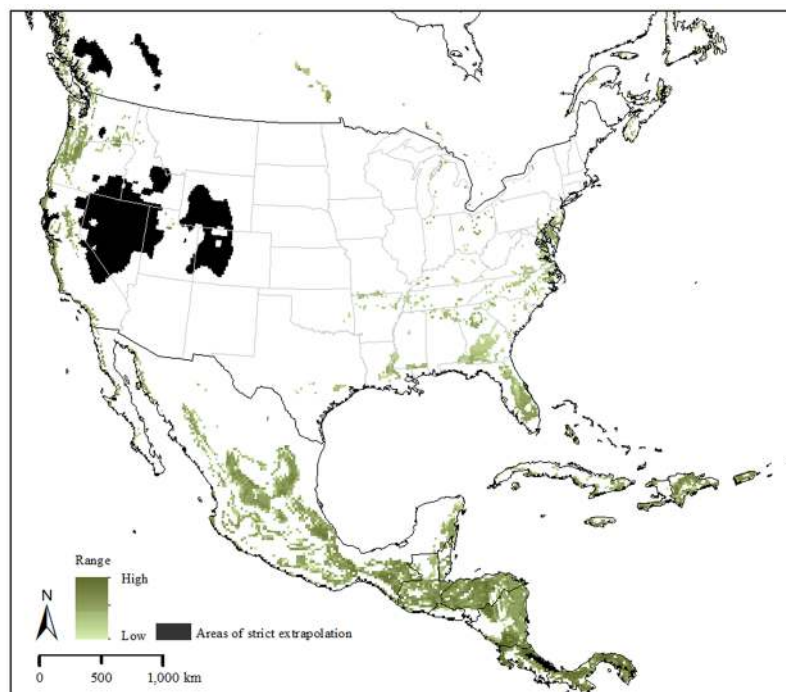 Range
High
Low
N
Areas of strict extrapolation
0 500 1,000 km